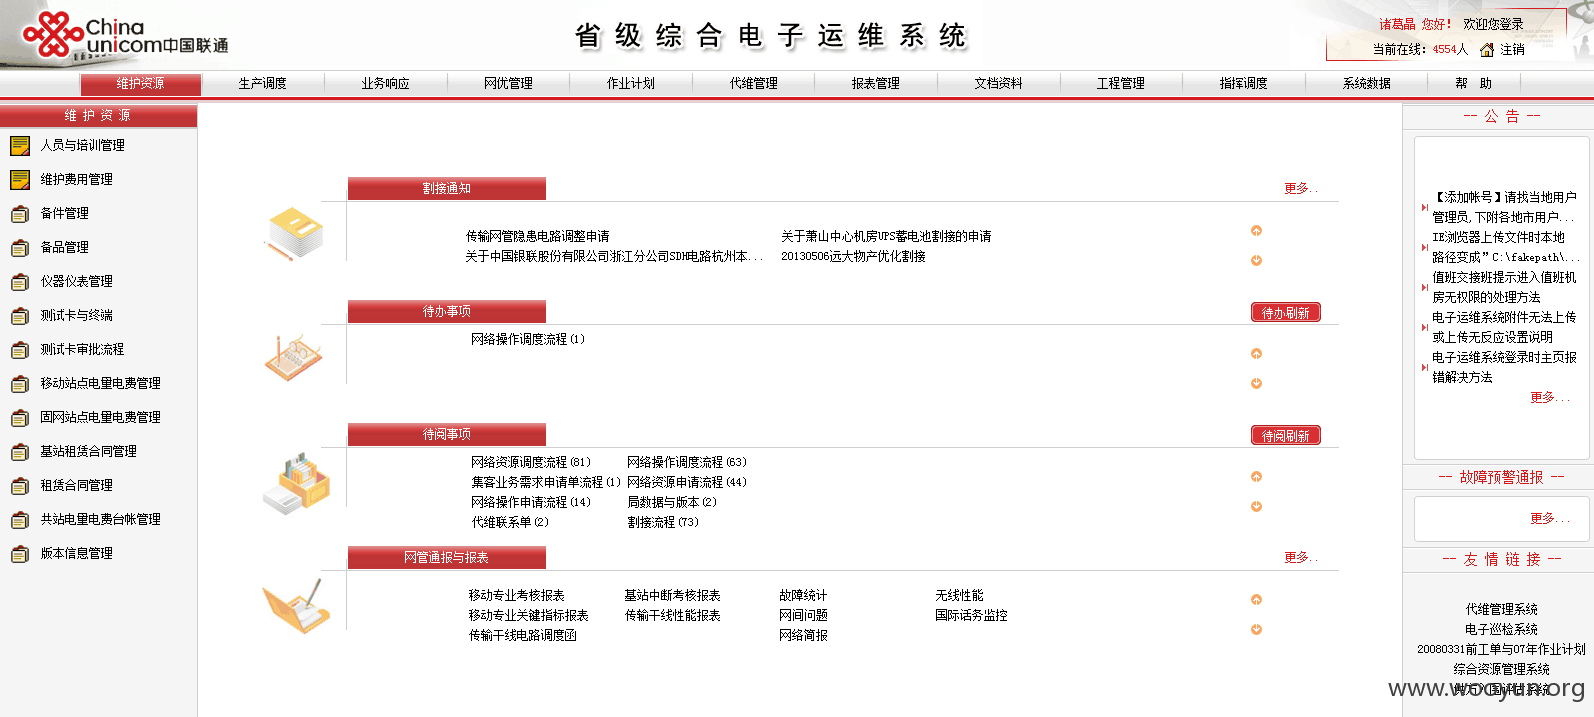 China
unicom中国联通
省级综合电子运维系统
诸葛晶 您好! 欢迎您登录
当前在线: 4554人 注销
维护资源 生产调度 业务响应 网优管理 作业计划 代维管理 报表管理 文档资料 工程管理 指挥调度 系统数据 帮 助
维 护 资 源
人员与培训管理
维护费用管理
备件管理
备品管理
仪器仪表管理
测试卡与终端
测试卡审批流程
移动站点电量电费管理
固网站点电量电费管理
基站租赁合同管理
租赁合同管理
共站电量电费台帐管理
版本信息管理
割接通知 更多..
传输网管隐患电路调整申请 关于萧山中心机房UPS蓄电池割接的申请
关于中国银联股份有限公司浙江分公司SDH电路杭州本... 20130506远大物产优化割接
待办事项 待办刷新
网络操作调度流程(1)
待阅事项 待阅刷新
网络资源调度流程(81) 网络操作调度流程(63)
集客业务需求申请单流程(1) 网络资源申请流程(44)
网络操作申请流程(14) 局数据与版本(2)
代维联系单(2) 割接流程(73)
网管通报与报表 更多..
移动专业考核报表 基站中断考核报表 故障统计 无线性能
移动专业关键指标报表 传输干线性能报表 网间问题 国际话务监控
传输干线电路调度函 网络简报
-- 公 告 --
【添加帐号】请找当地用户
管理员,下附各地市用户...
IE浏览器上传文件时本地
路径变成”C:\fakepath\...
值班交接班提示进入值班机
房无权限的处理方法
电子运维系统附件无法上传
或上传无反应设置说明
电子运维系统登录时主页报
错解决方法
更多...
-- 故障预警通报 --
更多...
-- 友 情 链 接 --
代维管理系统
电子巡检系统
20080331前工单与07年作业计划
综合资源管理系统
www.wooyun.org